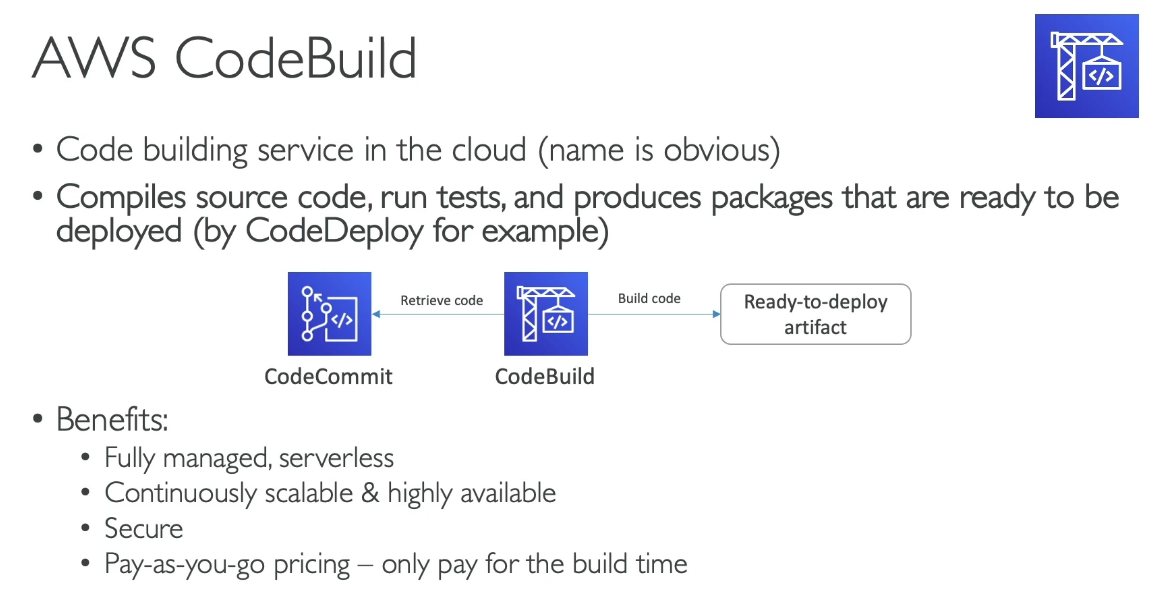 AWS CodeBuild
</>
• Code building service in the cloud (name is obvious)
• Compiles source code, run tests, and produces packages that are ready to be
deployed (by CodeDeploy for example)
Retrieve code
Build code
</>
</>
Ready-to-deploy
artifact
CodeCommit
CodeBuild
• Benefits:
• Fully managed, serverless
• Continuously scalable & highly available
• Secure
• Pay-as-you-go pricing – only pay for the build time